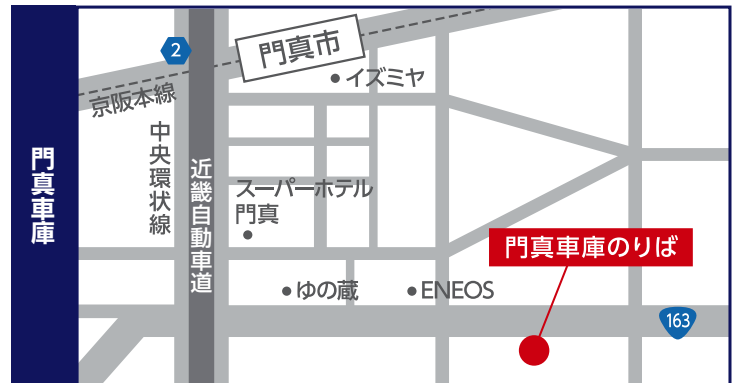 門真車庫
2
門真市
イズミヤ
京阪本線
中央環状線
近畿自動車道
スーパーホテル
門真
門真車庫のりば
ゆの蔵
ENEOS
163